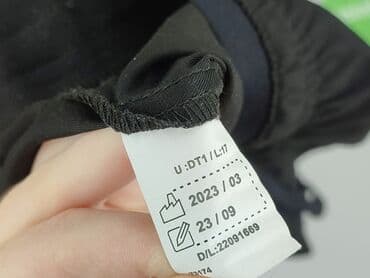 U :DT1 / L:17
2023 / 03
23 / 09
D/L:22091669